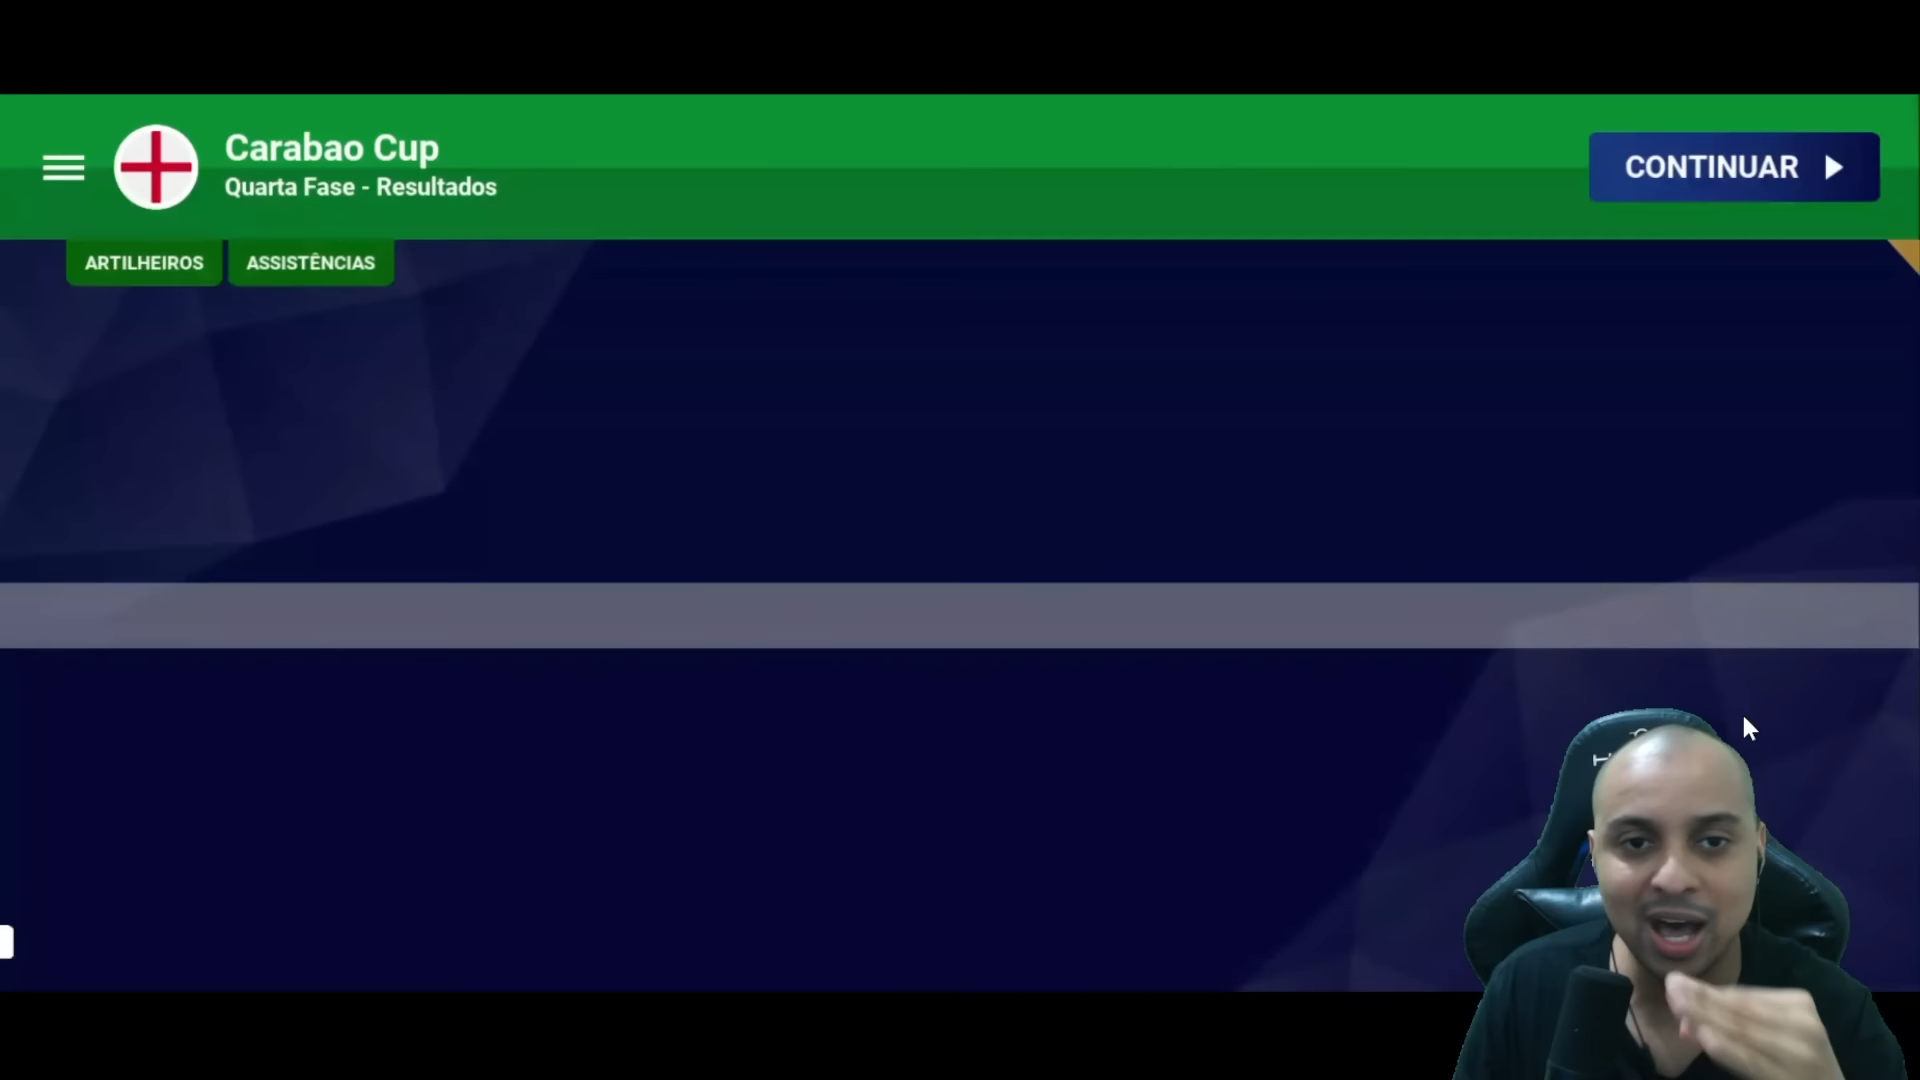 Carabao Cup
Quarta Fase - Resultados
CONTINUAR
ARTILHEIROS
ASSISTÊNCIAS